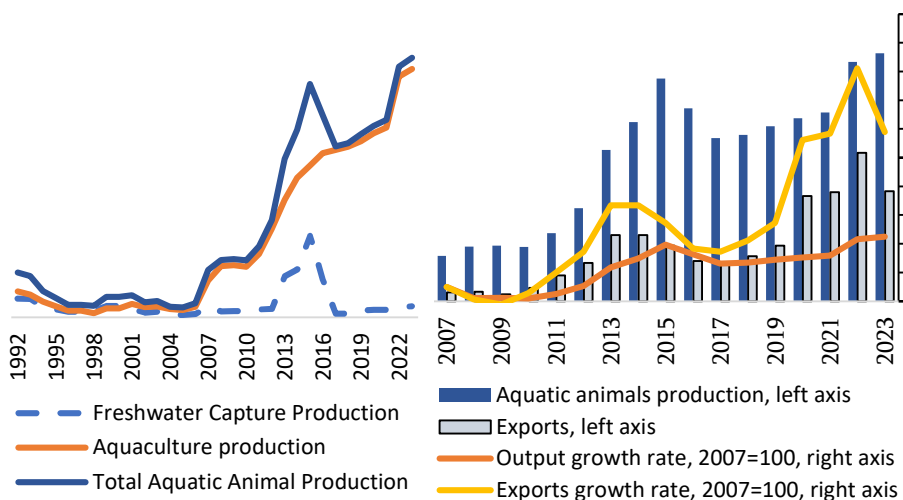 1992
1995
1998
2001
2004
2007
2010
2013
2016
2019
2022
Freshwater Capture Production
Aquaculture production
Total Aquatic Animal Production
2007
2009
2011
2013
2015
2017
2019
2021
2023
Aquatic animals production, left axis
Exports, left axis
Output growth rate, 2007=100, right axis
Exports growth rate, 2007=100, right axis